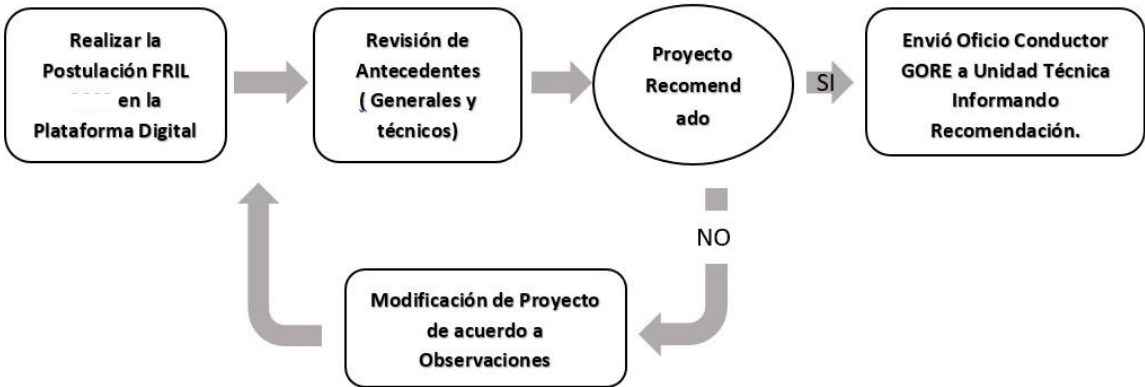 Realizar la
Postulación FRIL
en la
Plataforma Digital
Revisión de
Antecedentes
( Generales y
técnicos)
Proyecto
Recomend
ado
SI
Envió Oficio Conductor
GORE a Unidad Técnica
Informando
Recomendación.
NO
Modificación de Proyecto
de acuerdo a
Observaciones